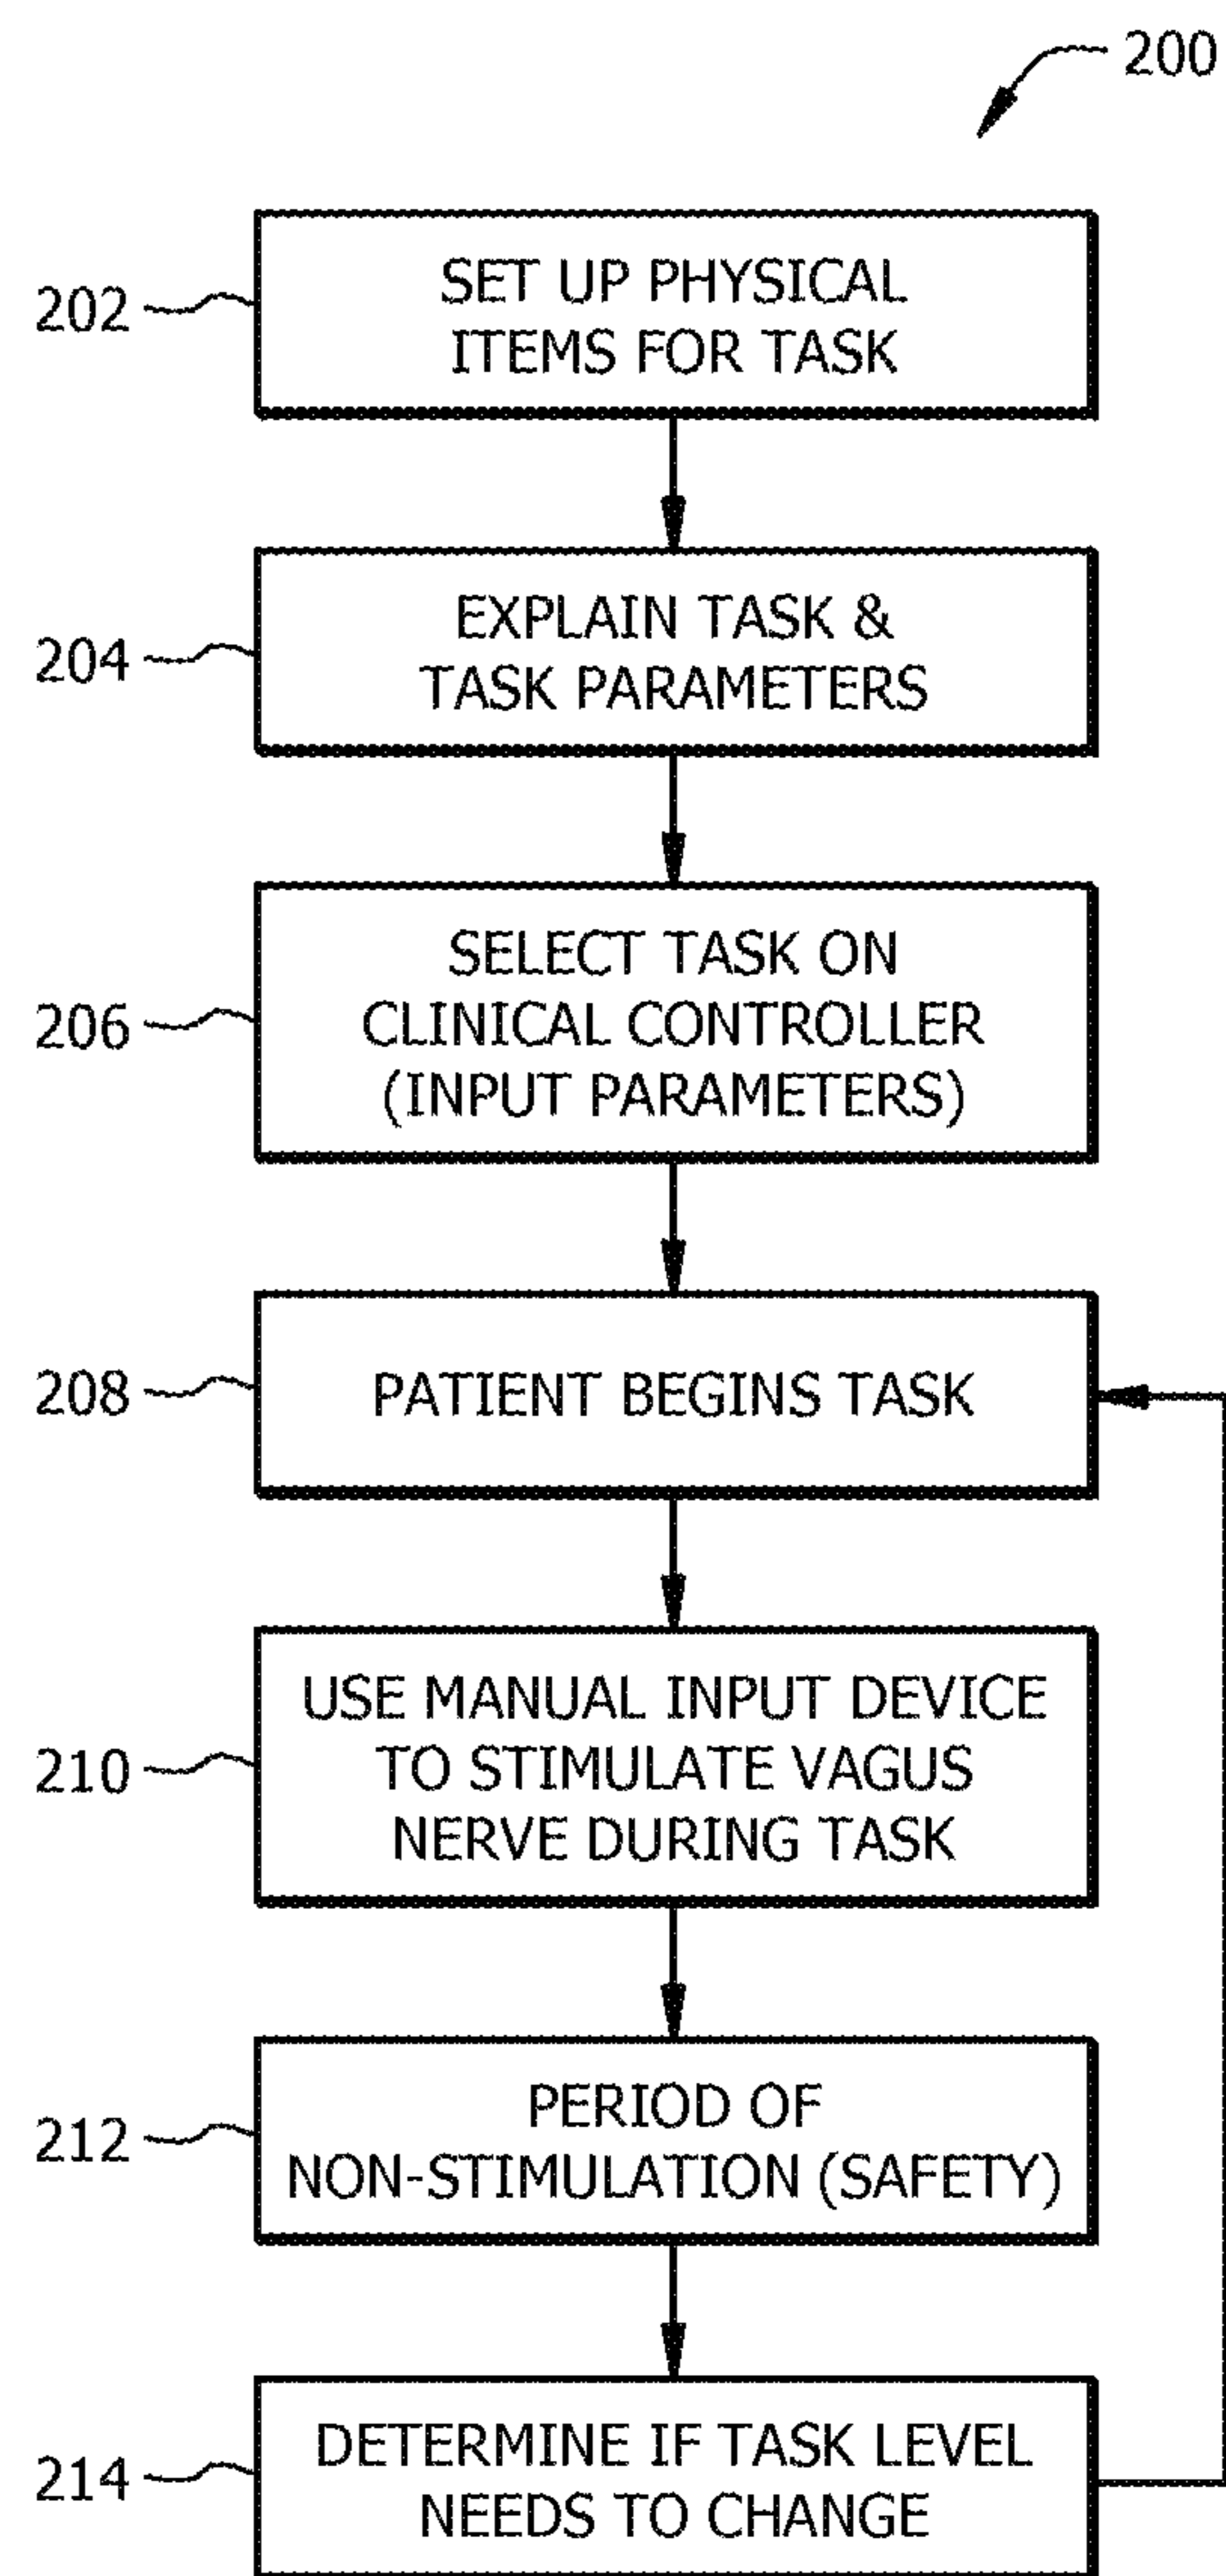 200
202
SET UP PHYSICAL
ITEMS FOR TASK
204
EXPLAIN TASK &
TASK PARAMETERS
206
SELECT TASK ON
CLINICAL CONTROLLER
(INPUT PARAMETERS)
208
PATIENT BEGINS TASK
210
USE MANUAL INPUT DEVICE
TO STIMULATE VAGUS
NERVE DURING TASK
212
PERIOD OF
NON-STIMULATION (SAFETY)
214
DETERMINE IF TASK LEVEL
NEEDS TO CHANGE